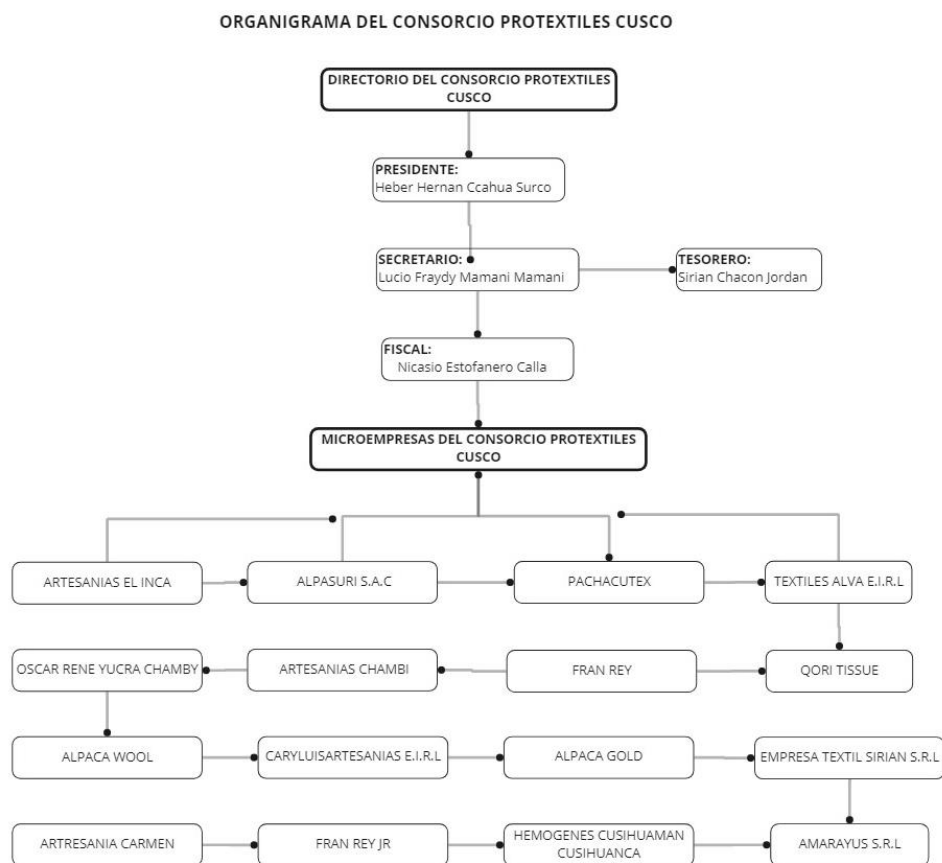 ORGANIGRAMA DEL CONSORCIO PROTEXTILES CUSCO
DIRECTORIO DEL CONSORCIO PROTEXTILES
CUSCO
PRESIDENTE:
Heber Hernan Ccahua Surco
SECRETARIO:
Lucio Fraydy Mamani Mamani
TESORERO:
Sirian Chacon Jordan
FISCAL:
Nicasio Estofanero Calla
MICROEMPRESAS DEL CONSORCIO PROTEXTILES
CUSCO
ARTESANIAS EL INCA
ALPASURI S.A.C
PACHACUTEX
TEXTILES ALVA E.I.R.L
OSCAR RENE YUCRA CHAMBY
ARTESANIAS CHAMBI
FRAN REY
QORI TISSUE
ALPACA WOOL
CARYLUISARTESANIAS E.I.R.L
ALPACA GOLD
EMPRESA TEXTIL SIRIAN S.R.L
ARTRESANIA CARMEN
FRAN REY JR
HEMOGENES CUSIHUAMAN
CUSIHUANCA
AMARAYUS S.R.L